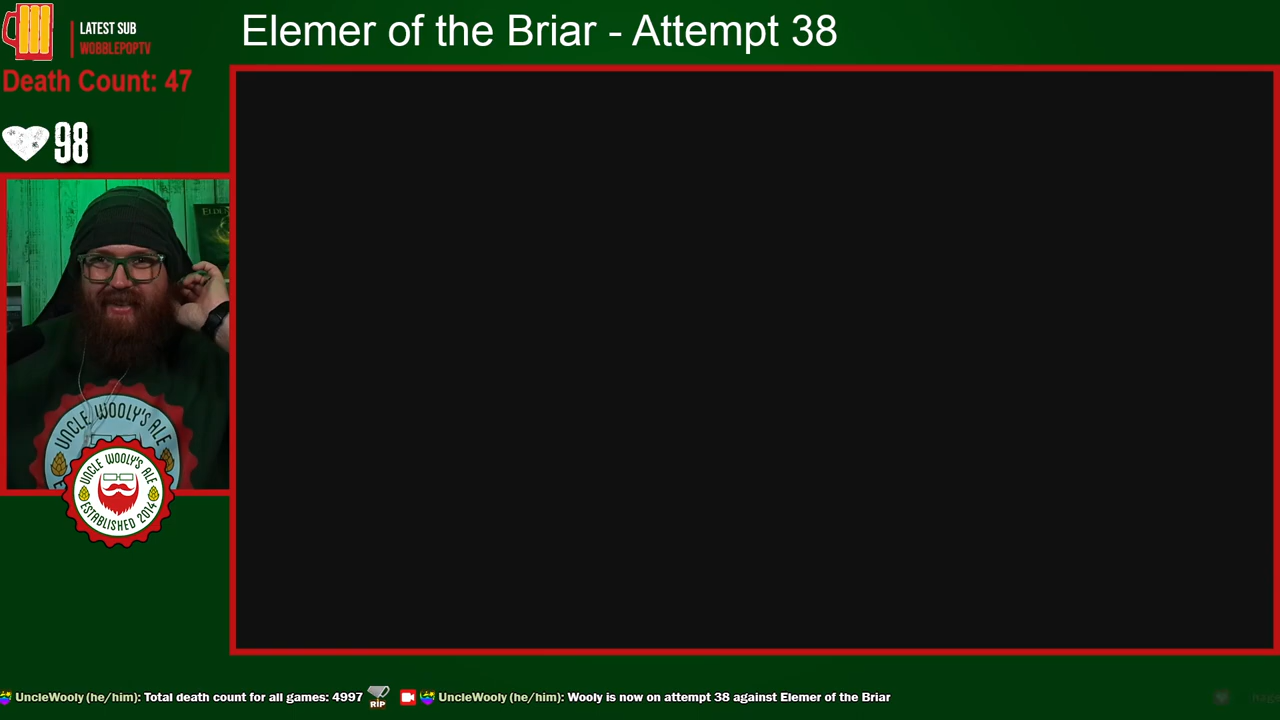 Elemer of the Briar - Attempt 38
LATEST SUB
WOBBLEPOPTV
Death Count: 47
98
UNCLE WOOLY'S ALE
UNCLE WOOLY'S ALE
ESTABLISHED 2014
UncleWooly (he/him): Total death count for all games: 4997 RIP UncleWooly (he/him): Wooly is now on attempt 38 against Elemer of the Briar